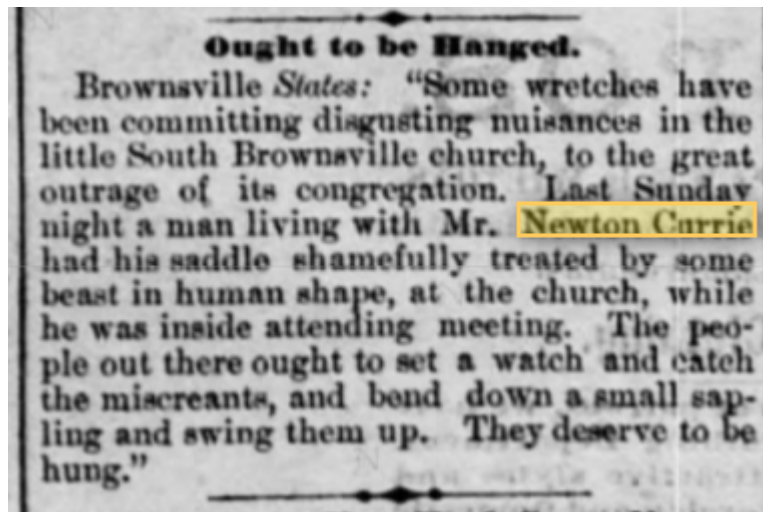 Ought to be Hanged.
Brownsville States: “Some wretches have
been committing disgusting nuisances in the
little South Brownsville church, to the great
outrage of its congregation. Last Sunday
night a man living with Mr. Newton Currie
had his saddle shamefully treated by some
beast in human shape, at the church, while
he was inside attending meeting. The peo-
ple out there ought to set a watch and catch
the miscreants, and bend down a small sap-
ling and swing them up. They deserve to be
hung.”